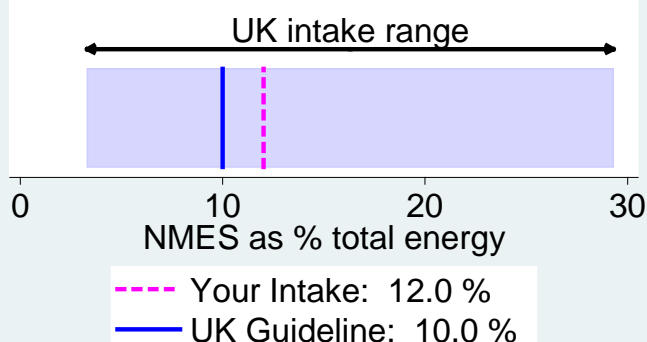 UK intake range
0 10 20 30
NMES as % total energy
Your Intake: 12.0 %
UK Guideline: 10.0 %